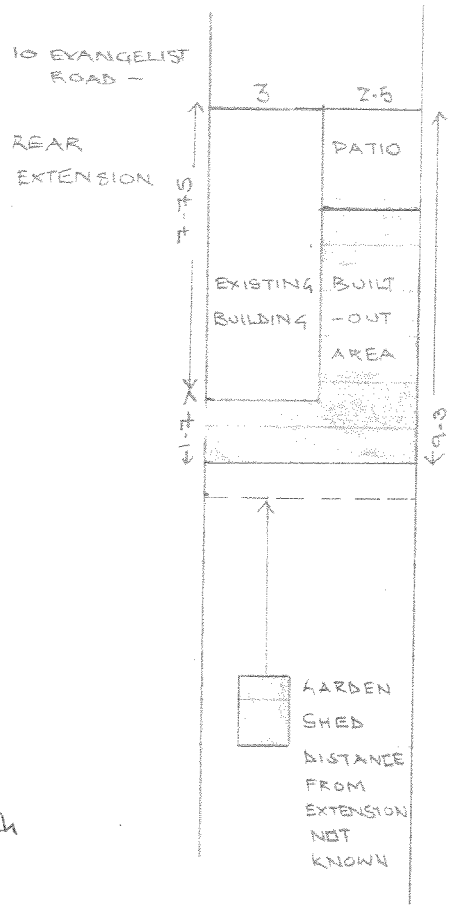 10 EVANGELIST
ROAD -
REAR
EXTENSION
3
2.5
PATIO
7.75
EXISTING
BUILDING
BUILT
-OUT
AREA
1.7
9.3
GARDEN
SHED
DISTANCE
FROM
EXTENSION
NOT
KNOWN